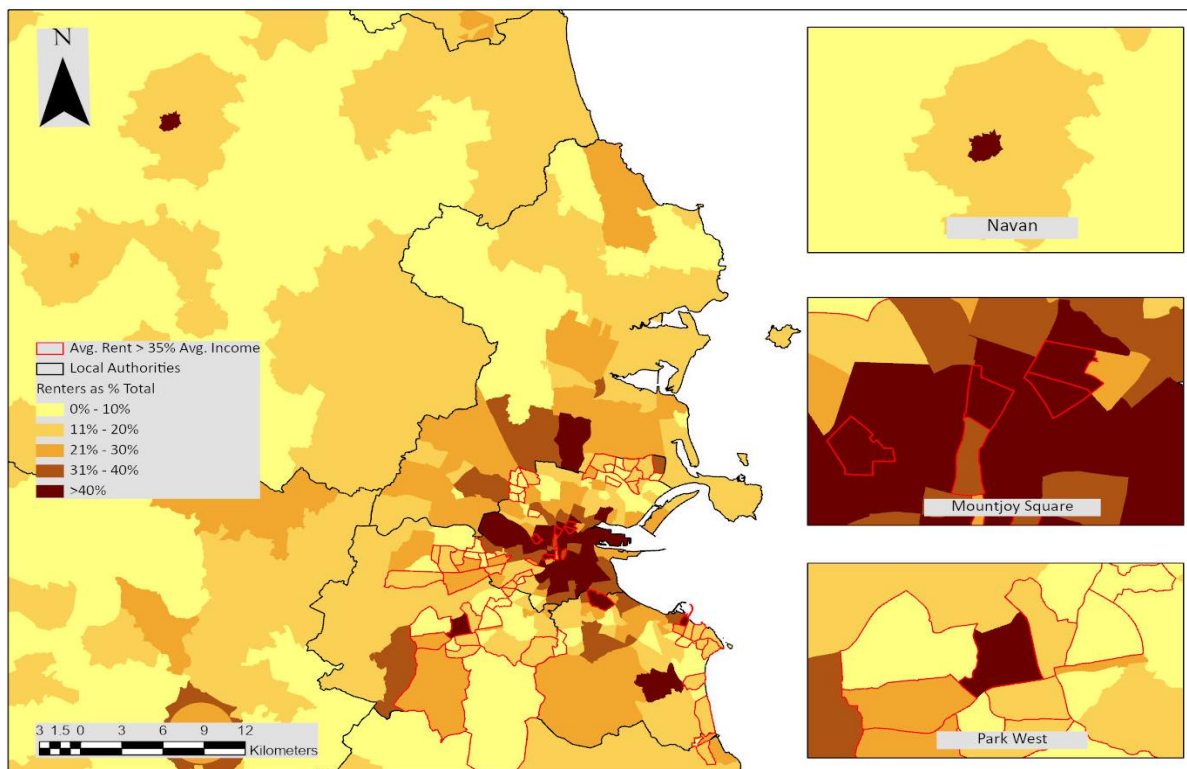 N
Avg. Rent > 35% Avg. Income
Local Authorities
Renters as % Total
0% - 10%
11% - 20%
21% - 30%
31% - 40%
>40%
3 1.5 0 3 6 9 12
Kilometers
Navan
Mountjoy Square
Park West